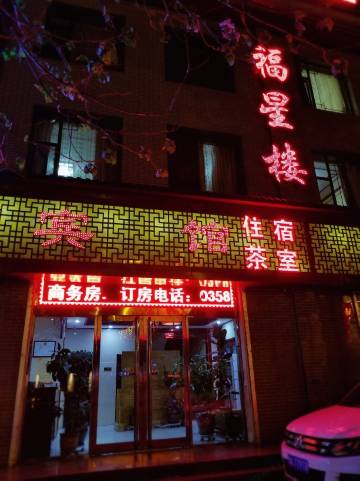 福星楼
宾馆
住宿
茶室
商务房. 订房电话: 0358